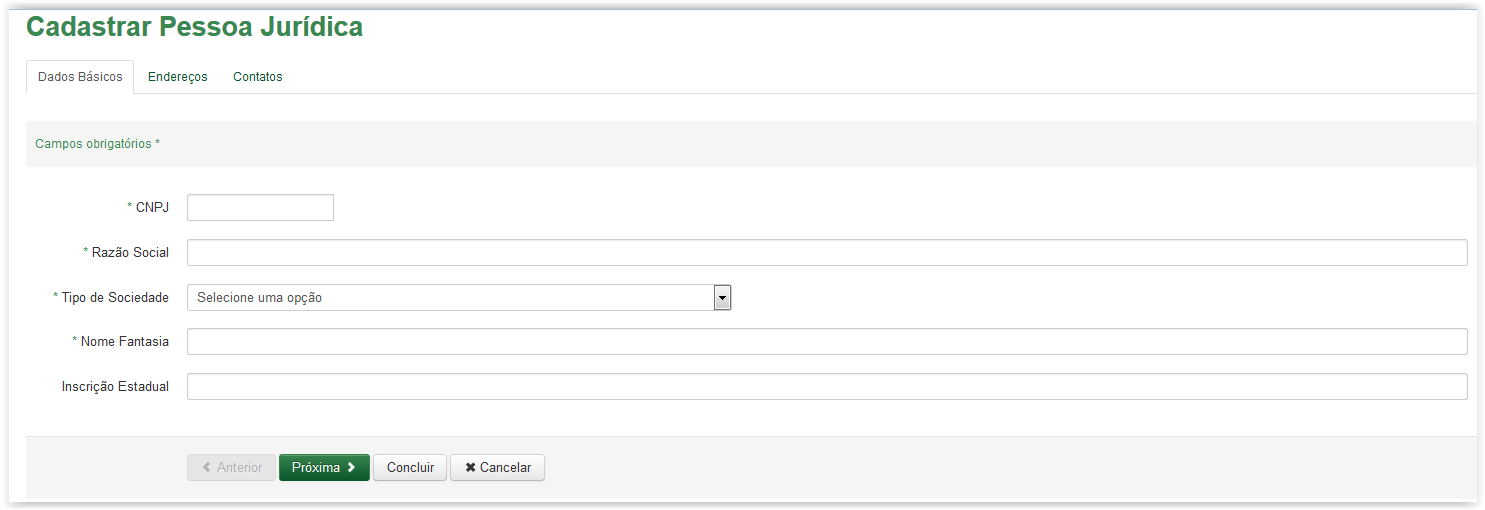 Cadastrar Pessoa Jurídica
Dados Básicos Endereços Contatos
Campos obrigatórios *
* CNPJ
* Razão Social
* Tipo de Sociedade Selecione uma opção
* Nome Fantasia
Inscrição Estadual
Anterior Próxima Concluir Cancelar